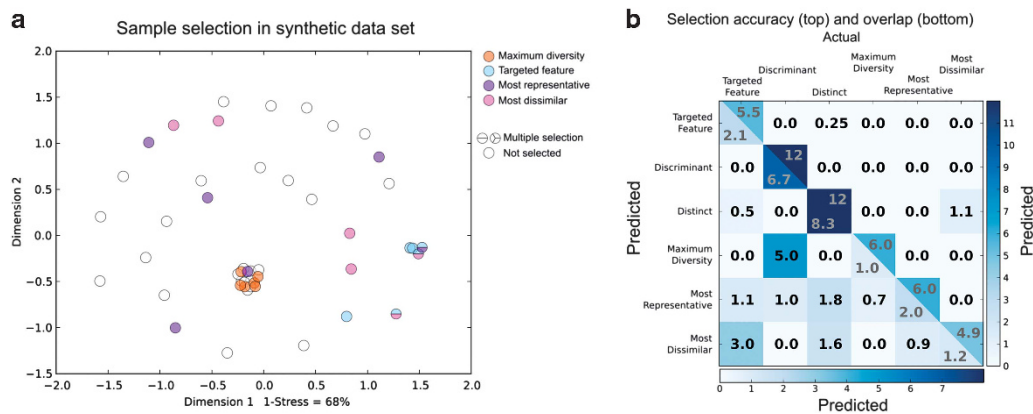 a
Sample selection in synthetic data set
2.0
1.5
1.0
0.5
0.0
−0.5
−1.0
−1.5
−2.0
−1.5
−1.0
−0.5
0.0
0.5
1.0
1.5
2.0
Dimension 2
Dimension 1 1-Stress = 68%
Maximum diversity
Targeted feature
Most representative
Most dissimilar
Multiple selection
Not selected
b
Selection accuracy (top) and overlap (bottom)
Actual
Targeted Feature
Discriminant
Distinct
Maximum Diversity
Most Representative
Most Dissimilar
Predicted
Targeted Feature 5.5 2.1 0.0 0.25 0.0 0.0 0.0
Discriminant 0.0 12 6.7 0.0 0.0 0.0 0.0
Distinct 0.5 0.0 12 8.3 0.0 0.0 1.1
Maximum Diversity 0.0 5.0 0.0 6.0 1.0 0.0 0.0
Most Representative 1.1 1.0 1.8 0.7 6.0 2.0 0.0
Most Dissimilar 3.0 0.0 1.6 0.0 0.9 4.9 1.2
11
10
9
8
7
6
5
4
3
2
1
0
Predicted
0 1 2 3 4 5 6 7
Predicted